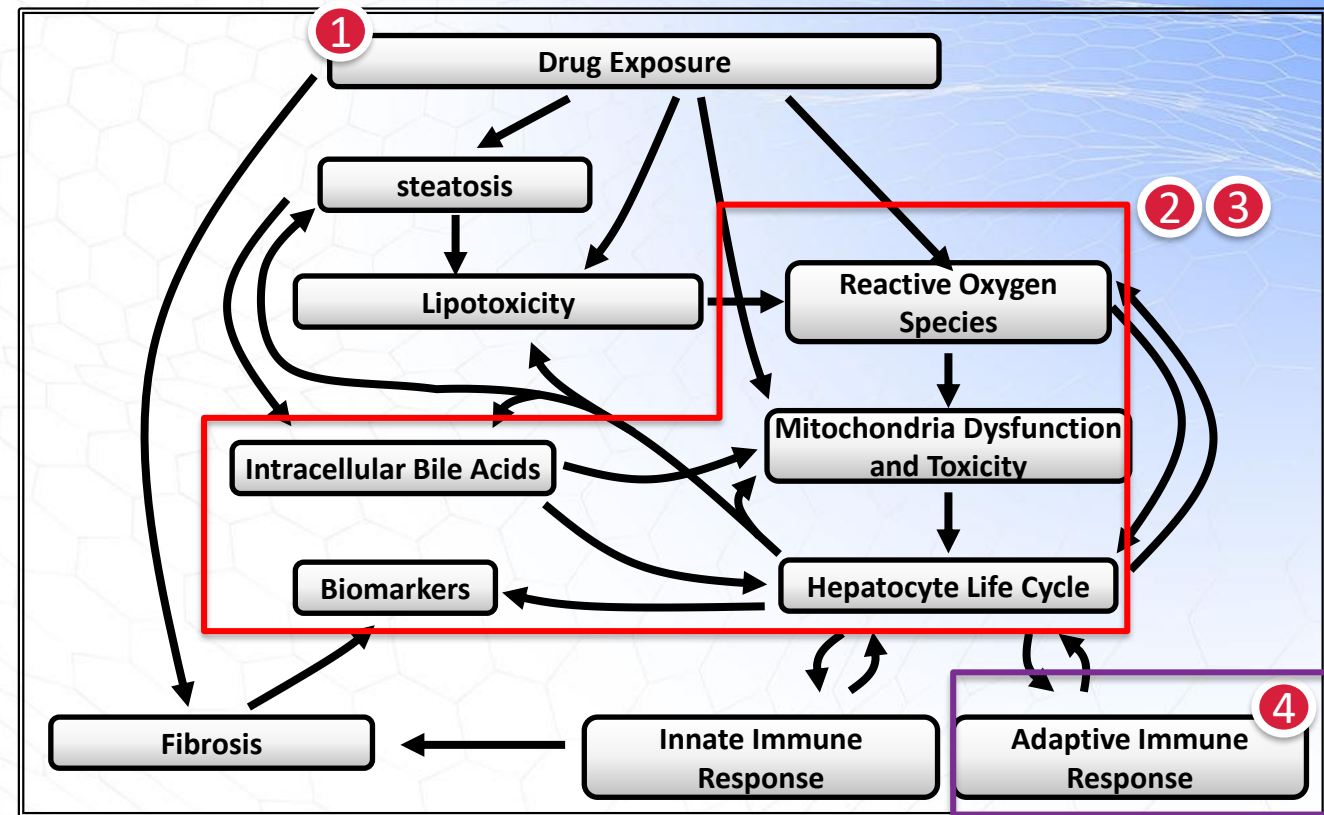 1
Drug Exposure
steatosis
2 3
Lipotoxicity
Reactive Oxygen
Species
Mitochondria Dysfunction
and Toxicity
Intracellular Bile Acids
Biomarkers
Hepatocyte Life Cycle
4
Fibrosis
Innate Immune
Response
Adaptive Immune
Response